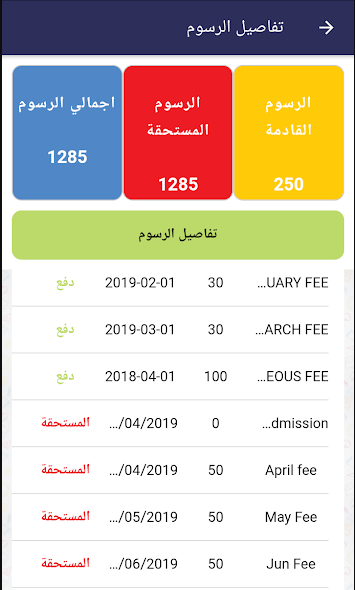 تفاصيل الرسوم
الرسوم القادمة
250
الرسوم المستحقة
1285
اجمالي الرسوم
1285
تفاصيل الرسوم
...UARY FEE 30 2019-02-01 دفع
...ARCH FEE 30 2019-03-01 دفع
...EOUS FEE 100 2018-04-01 دفع
...dmission 0 .../04/2019 المستحقة
April fee 50 .../04/2019 المستحقة
May Fee 50 .../05/2019 المستحقة
Jun Fee 50 .../06/2019 المستحقة